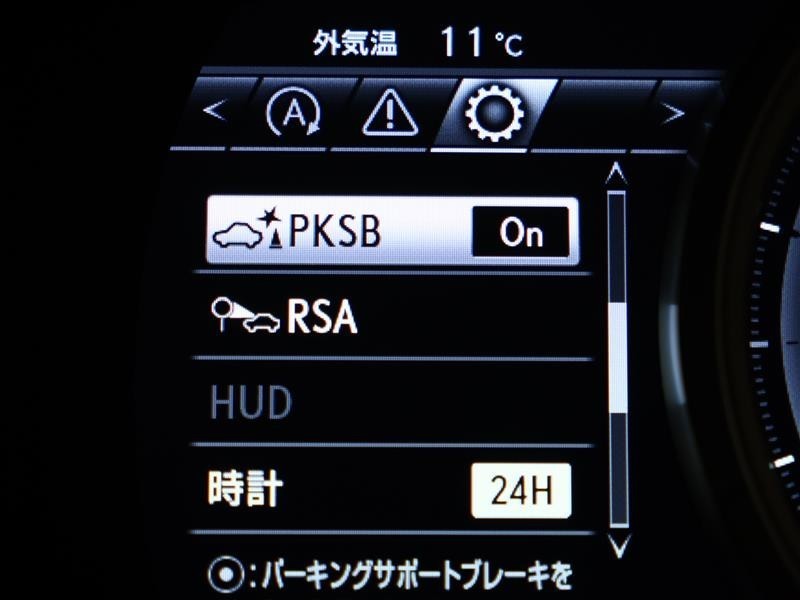 外気温 11℃
A
PKSB On
RSA
HUD
時計 24H
:パーキングサポートブレーキを